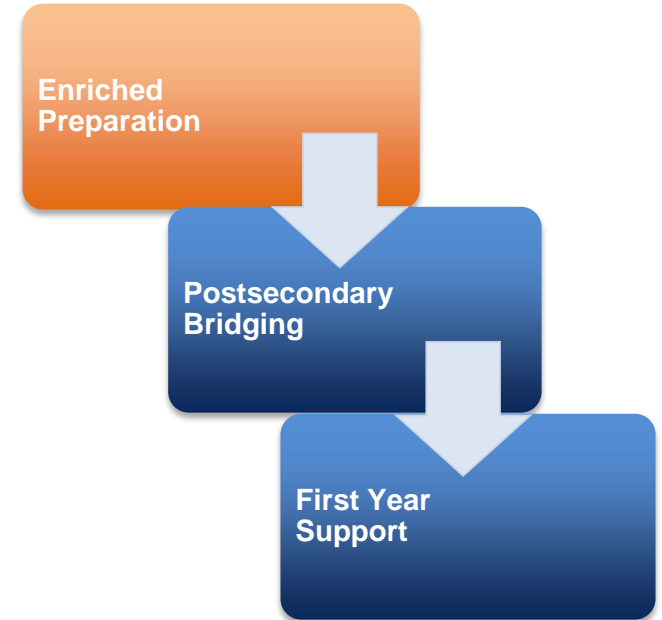 Enriched
Preparation
Postsecondary
Bridging
First Year
Support